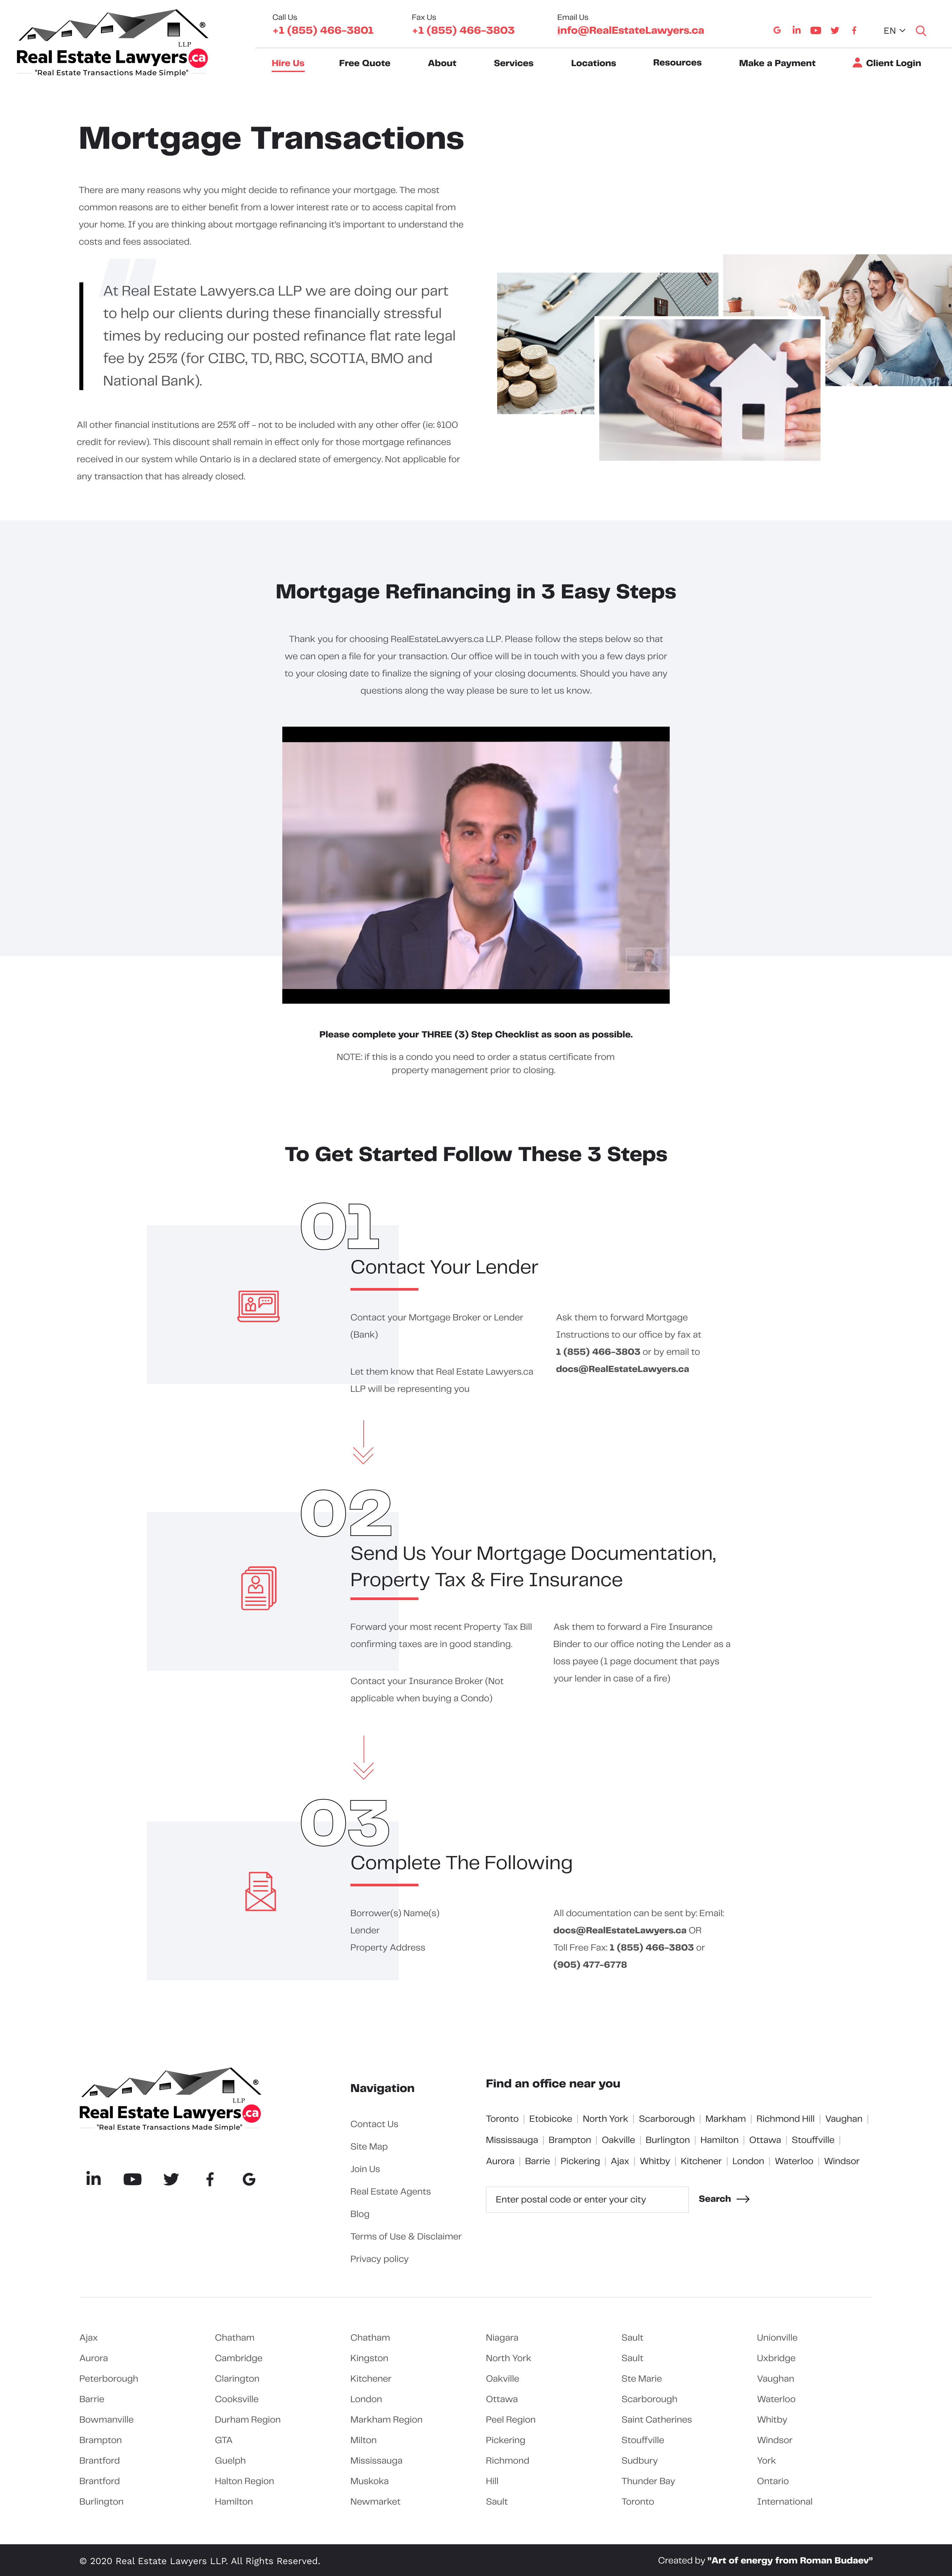 LLP
Real Estate Lawyers.ca
"Real Estate Transactions Made Simple"
Call Us
+1 (855) 466-3801
Fax Us
+1 (855) 466-3803
Email Us
info@RealEstateLawyers.ca
EN
Hire Us
Free Quote
About
Services
Locations
Resources
Make a Payment
Client Login
Mortgage Transactions
There are many reasons why you might decide to refinance your mortgage. The most
common reasons are to either benefit from a lower interest rate or to access capital from
your home. If you are thinking about mortgage refinancing it's important to understand the
costs and fees associated.
At Real Estate Lawyers.ca LLP we are doing our part
to help our clients during these financially stressful
times by reducing our posted refinance flat rate legal
fee by 25% (for CIBC, TD, RBC, SCOTIA, BMO and
National Bank).
All other financial institutions are 25% off - not to be included with any other offer (ie: $100
credit for review). This discount shall remain in effect only for those mortgage refinances
received in our system while Ontario is in a declared state of emergency. Not applicable for
any transaction that has already closed.
Mortgage Refinancing in 3 Easy Steps
Thank you for choosing RealEstateLawyers.ca LLP. Please follow the steps below so that
we can open a file for your transaction. Our office will be in touch with you a few days prior
to your closing date to finalize the signing of your closing documents. Should you have any
questions along the way please be sure to let us know.
Please complete your THREE (3) Step Checklist as soon as possible.
NOTE: if this is a condo you need to order a status certificate from
property management prior to closing.
To Get Started Follow These 3 Steps
01
Contact Your Lender
Contact your Mortgage Broker or Lender
(Bank)
Let them know that Real Estate Lawyers.ca
LLP will be representing you
Ask them to forward Mortgage
Instructions to our office by fax at
1 (855) 466-3803 or by email to
docs@RealEstateLawyers.ca
02
Send Us Your Mortgage Documentation,
Property Tax & Fire Insurance
Forward your most recent Property Tax Bill
confirming taxes are in good standing.
Contact your Insurance Broker (Not
applicable when buying a Condo)
Ask them to forward a Fire Insurance
Binder to our office noting the Lender as a
loss payee (1 page document that pays
your lender in case of a fire)
03
Complete The Following
Borrower(s) Name(s)
Lender
Property Address
All documentation can be sent by: Email:
docs@RealEstateLawyers.ca OR
Toll Free Fax: 1 (855) 466-3803 or
(905) 477-6778
LLP
Real Estate Lawyers.ca
"Real Estate Transactions Made Simple"
Navigation
Contact Us
Site Map
Join Us
Real Estate Agents
Blog
Terms of Use & Disclaimer
Privacy policy
Find an office near you
Toronto | Etobicoke | North York | Scarborough | Markham | Richmond Hill | Vaughan |
Mississauga | Brampton | Oakville | Burlington | Hamilton | Ottawa | Stouffville |
Aurora | Barrie | Pickering | Ajax | Whitby | Kitchener | London | Waterloo | Windsor
Enter postal code or enter your city
Search
Ajax
Aurora
Peterborough
Barrie
Bowmanville
Brampton
Brantford
Brantford
Burlington
Chatham
Cambridge
Clarington
Cooksville
Durham Region
GTA
Guelph
Halton Region
Hamilton
Chatham
Kingston
Kitchener
London
Markham Region
Milton
Mississauga
Muskoka
Newmarket
Niagara
North York
Oakville
Ottawa
Peel Region
Pickering
Richmond
Hill
Sault
Sault
Sault
Ste Marie
Scarborough
Saint Catherines
Stouffville
Sudbury
Thunder Bay
Toronto
Unionville
Uxbridge
Vaughan
Waterloo
Whitby
Windsor
York
Ontario
International
© 2020 Real Estate Lawyers LLP. All Rights Reserved.
Created by "Art of energy from Roman Budaev"